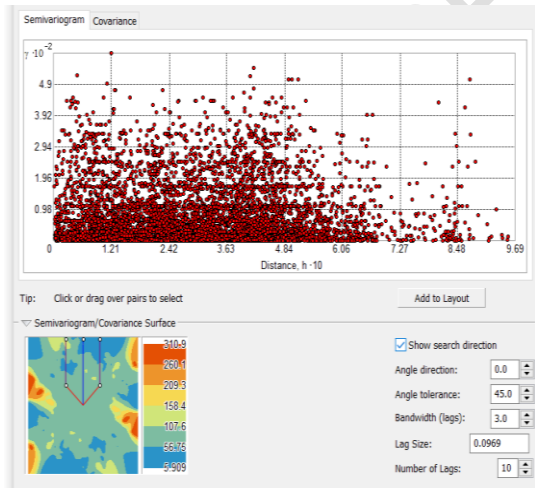 Semivariogram Covariance
γ ·10⁻²
4.9
3.92
2.94
1.96
0.98
0 1.21 2.42 3.63 4.84 6.06 7.27 8.48 9.69
Distance, h ·10
Tip: Click or drag over pairs to select Add to Layout
Semivariogram/Covariance Surface
310.9
260.1
209.3
158.4
107.6
56.75
5.909
Show search direction
Angle direction: 0.0
Angle tolerance: 45.0
Bandwidth (lags): 3.0
Lag Size: 0.0969
Number of Lags: 10